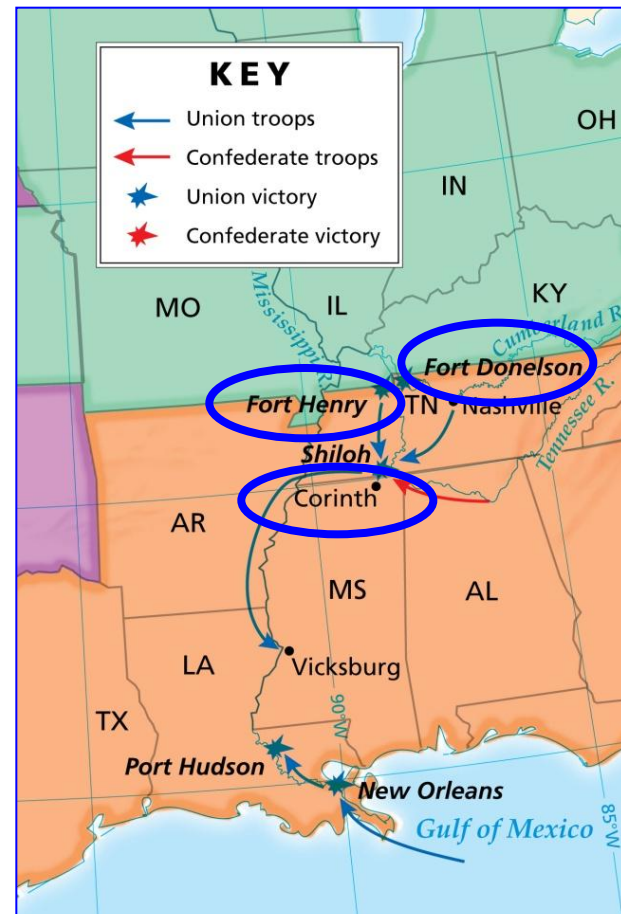 KEY
Union troops
Confederate troops
Union victory
Confederate victory
OH
IN
MO
IL
KY
Mississippi R.
Cumberland R.
Fort Donelson
Fort Henry
TN
Nashville
Tennessee R.
Shiloh
Corinth
AR
MS
AL
LA
Vicksburg
TX
90°W
Port Hudson
New Orleans
Gulf of Mexico
85°W